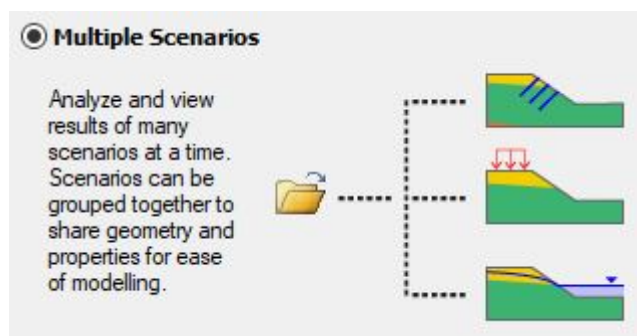 Multiple Scenarios
Analyze and view
results of many
scenarios at a time.
Scenarios can be
grouped together to
share geometry and
properties for ease
of modelling.